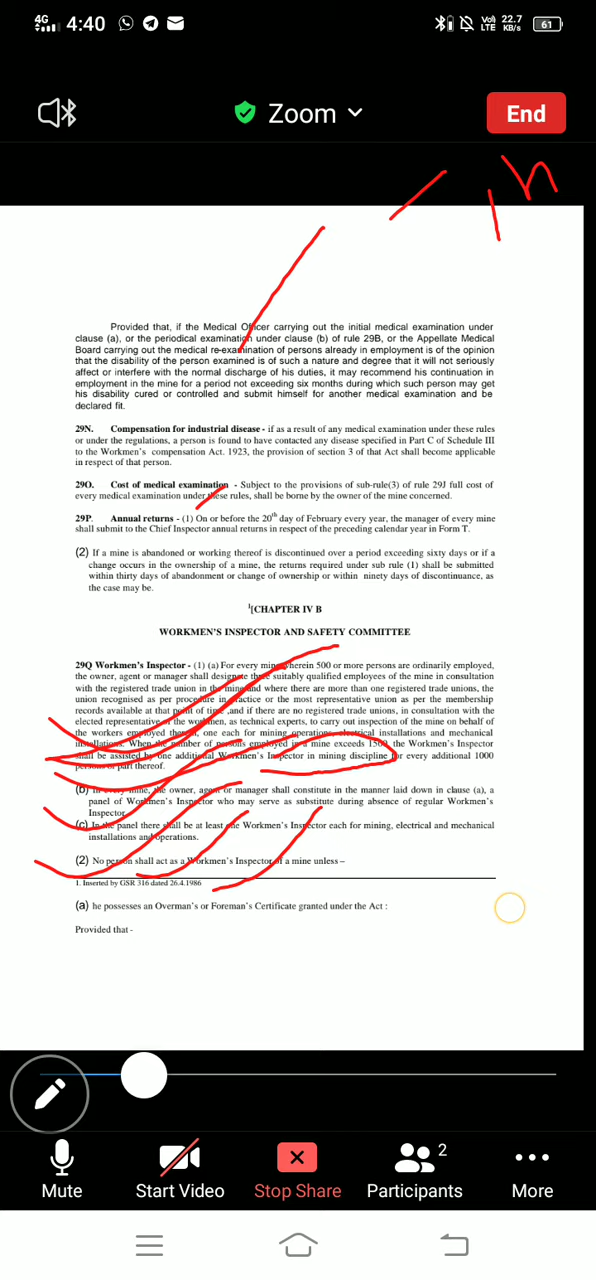 4G 4:40 Vo) LTE 22.7 KB/s 61
Zoom End
Provided that, if the Medical Officer carrying out the initial medical examination under
clause (a), or the periodical examination under clause (b) of rule 29B, or the Appellate Medical
Board carrying out the medical re-examination of persons already in employment is of the opinion
that the disability of the person examined is of such a nature and degree that it will not seriously
affect or interfere with the normal discharge of his duties, it may recommend his continuation in
employment in the mine for a period not exceeding six months during which such person may get
his disability cured or controlled and submit himself for another medical examination and be
declared fit.
29N. Compensation for industrial disease - if as a result of any medical examination under these rules
or under the regulations, a person is found to have contacted any disease specified in Part C of Schedule III
to the Workmen's compensation Act. 1923, the provision of section 3 of that Act shall become applicable
in respect of that person.
29O. Cost of medical examination - Subject to the provisions of sub-rule(3) of rule 29J full cost of
every medical examination under these rules, shall be borne by the owner of the mine concerned.
29P. Annual returns - (1) On or before the 20th day of February every year, the manager of every mine
shall submit to the Chief Inspector annual returns in respect of the preceding calendar year in Form T.
(2) If a mine is abandoned or working thereof is discontinued over a period exceeding sixty days or if a
change occurs in the ownership of a mine, the returns required under sub rule (1) shall be submitted
within thirty days of abandonment or change of ownership or within ninety days of discontinuance, as
the case may be.
1[CHAPTER IV B
WORKMEN'S INSPECTOR AND SAFETY COMMITTEE
29Q Workmen's Inspector - (1) (a) For every mine wherein 500 or more persons are ordinarily employed,
the owner, agent or manager shall designate three suitably qualified employees of the mine in consultation
with the registered trade union in the mine and where there are more than one registered trade unions, the
union recognised as per procedure in practice or the most representative union as per the membership
records available at that point of time ,and if there are no registered trade unions, in consultation with the
elected representative of the workmen, as technical experts, to carry out inspection of the mine on behalf of
the workers employed therein, one each for mining operations, electrical installations and mechanical
installations. When the number of persons employed in a mine exceeds 1500, the Workmen's Inspector
shall be assisted by one additional Workmen's Inspector in mining discipline for every additional 1000
persons or part thereof.
(b) In every mine, the owner, agent or manager shall constitute in the manner laid down in clause (a), a
panel of Workmen's Inspector who may serve as substitute during absence of regular Workmen's
Inspector.
(c) In the panel there shall be at least one Workmen's Inspector each for mining, electrical and mechanical
installations and operations.
(2) No person shall act as a Workmen's Inspector of a mine unless –
1. Inserted by GSR 316 dated 26.4.1986
(a) he possesses an Overman's or Foreman's Certificate granted under the Act :
Provided that -
2
Mute Start Video Stop Share Participants More